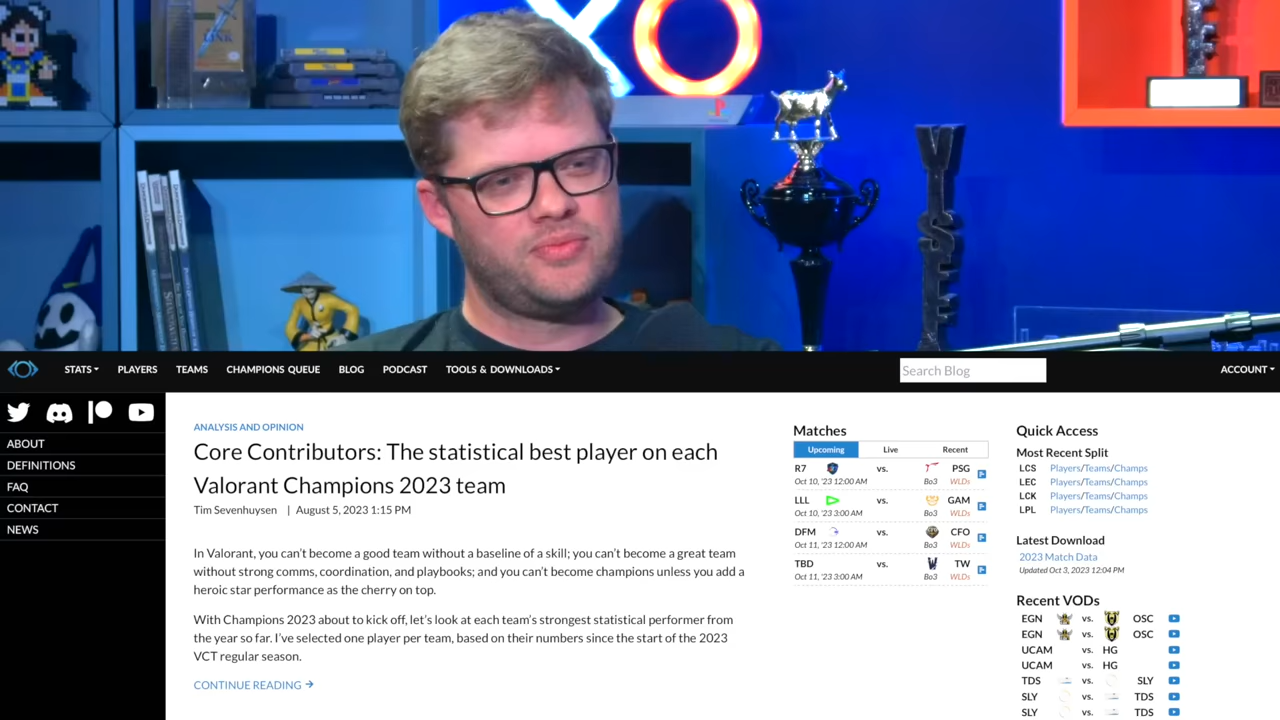 LINK
VISEE
STATS
PLAYERS
TEAMS
CHAMPIONS QUEUE
BLOG
PODCAST
TOOLS & DOWNLOADS
Search Blog
ACCOUNT
ABOUT
DEFINITIONS
FAQ
CONTACT
NEWS
ANALYSIS AND OPINION
Core Contributors: The statistical best player on each
Valorant Champions 2023 team
Tim Sevenhuysen | August 5, 2023 1:15 PM
In Valorant, you can't become a good team without a baseline of a skill; you can't become a great team
without strong comms, coordination, and playbooks; and you can't become champions unless you add a
heroic star performance as the cherry on top.
With Champions 2023 about to kick off, let's look at each team's strongest statistical performer from
the year so far. I've selected one player per team, based on their numbers since the start of the 2023
VCT regular season.
CONTINUE READING →
Matches
Upcoming Live Recent
R7 vs. PSG
Oct 10, '23 12:00 AM Bo3 WLDs
LLL vs. GAM
Oct 10, '23 3:00 AM Bo3 WLDs
DFM vs. CFO
Oct 11, '23 12:00 AM Bo3 WLDs
TBD vs. TW
Oct 11, '23 3:00 AM Bo3 WLDs
Quick Access
Most Recent Split
LCS Players/Teams/Champs
LEC Players/Teams/Champs
LCK Players/Teams/Champs
LPL Players/Teams/Champs
Latest Download
2023 Match Data
Updated Oct 3, 2023 12:04 PM
Recent VODs
EGN vs. OSC
EGN vs. OSC
UCAM vs. HG
UCAM vs. HG
TDS vs. SLY
SLY vs. TDS
SLY vs. TDS